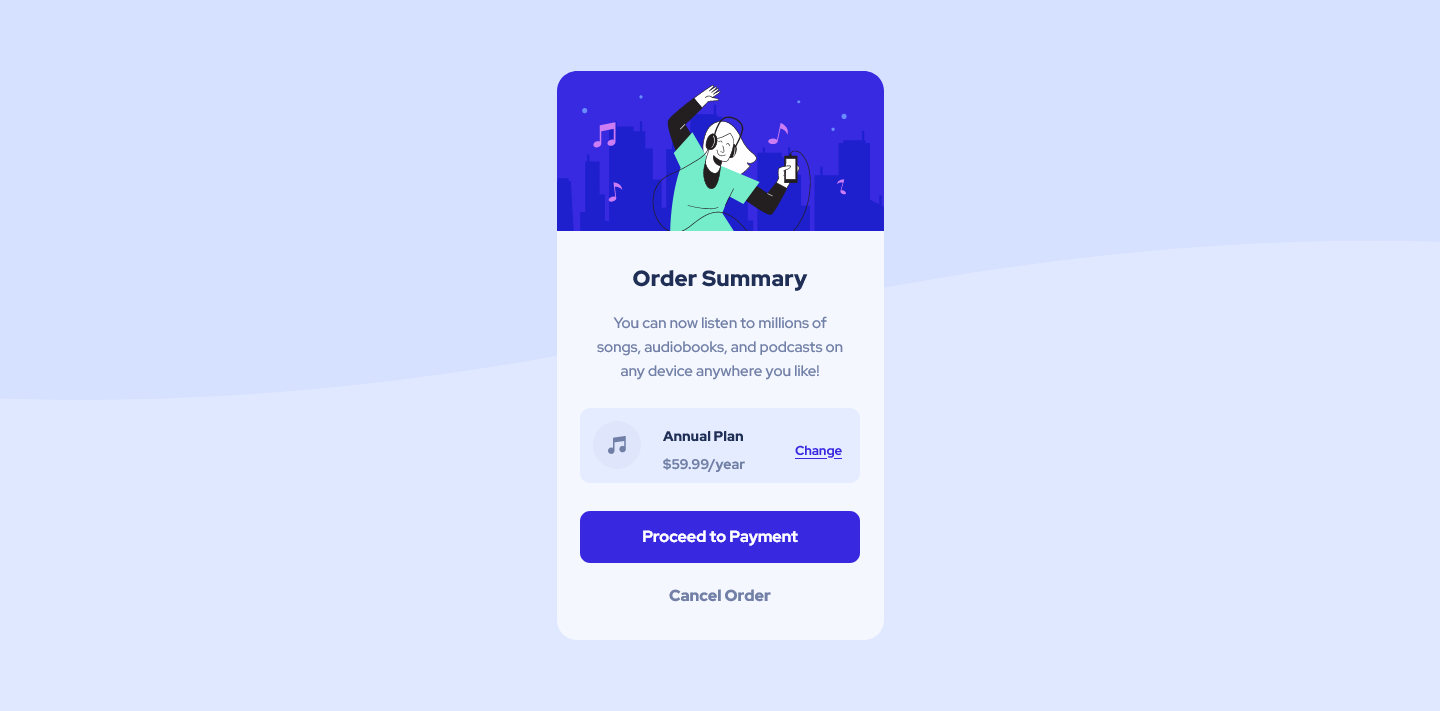 Order Summary
You can now listen to millions of
songs, audiobooks, and podcasts on
any device anywhere you like!
Annual Plan
$59.99/year
Change
Proceed to Payment
Cancel Order